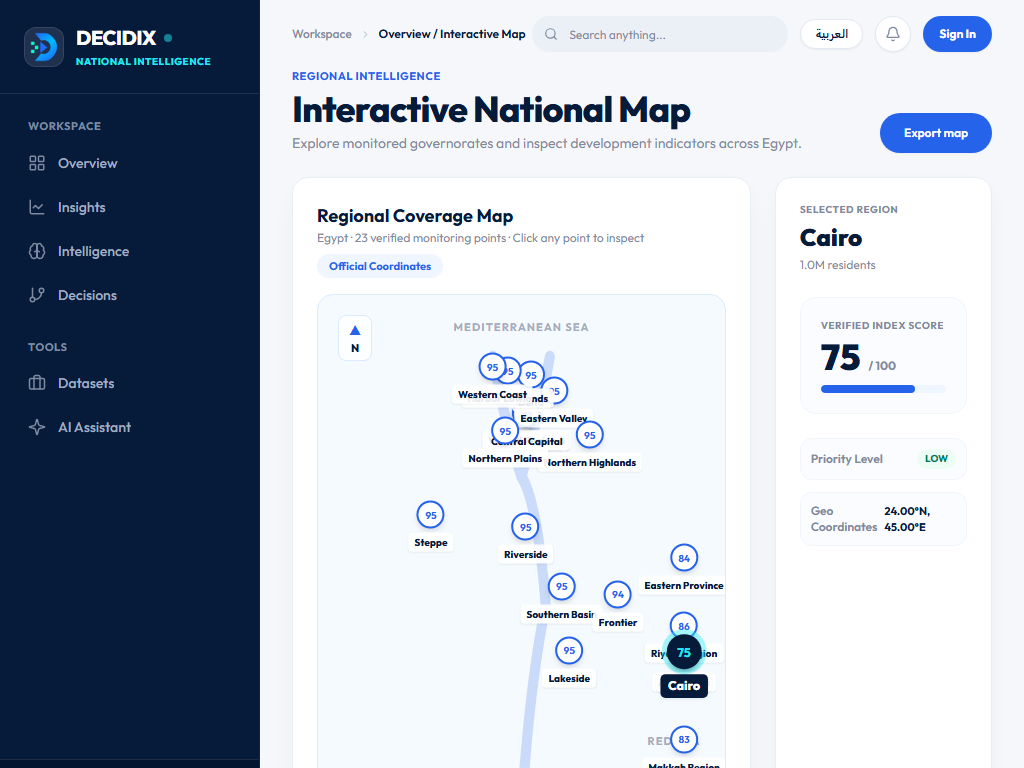 DECIDIX
NATIONAL INTELLIGENCE
WORKSPACE
Overview
Insights
Intelligence
Decisions
TOOLS
Datasets
AI Assistant
Workspace
Overview / Interactive Map
Search anything...
العربية
Sign In
REGIONAL INTELLIGENCE
Interactive National Map
Explore monitored governorates and inspect development indicators across Egypt.
Export map
Regional Coverage Map
Egypt · 23 verified monitoring points · Click any point to inspect
Official Coordinates
N
MEDITERRANEAN SEA
95
95
95
95
Western Coast
nds
Eastern Valley
95
95
Central Capital
Northern Plains
Northern Highlands
95
Steppe
95
Riverside
84
Eastern Province
95
Southern Basin
94
Frontier
86
95
Lakeside
75
Cairo
83
Makkah Region
SELECTED REGION
Cairo
1.0M residents
VERIFIED INDEX SCORE
75 / 100
Priority Level
LOW
Geo
Coordinates
24.00°N,
45.00°E